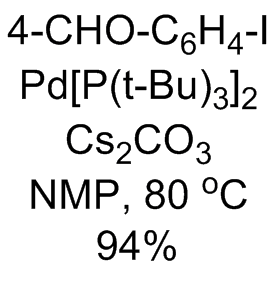 4-CHO-C₆H₄-I
Pd[P(t-Bu)₃]₂
Cs₂CO₃
NMP, 80 ºC
94%